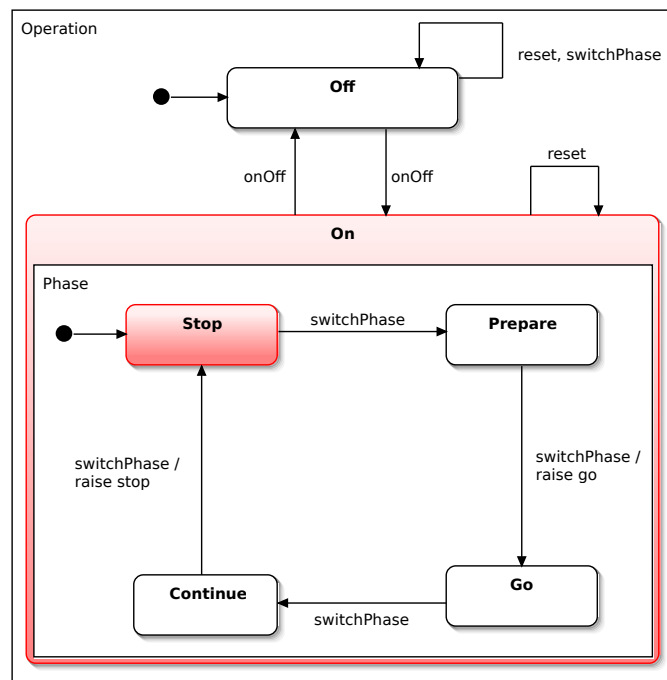 Operation
reset, switchPhase
Off
onOff
onOff
reset
On
Phase
Stop
switchPhase
Prepare
switchPhase /
raise stop
switchPhase /
raise go
Continue
switchPhase
Go